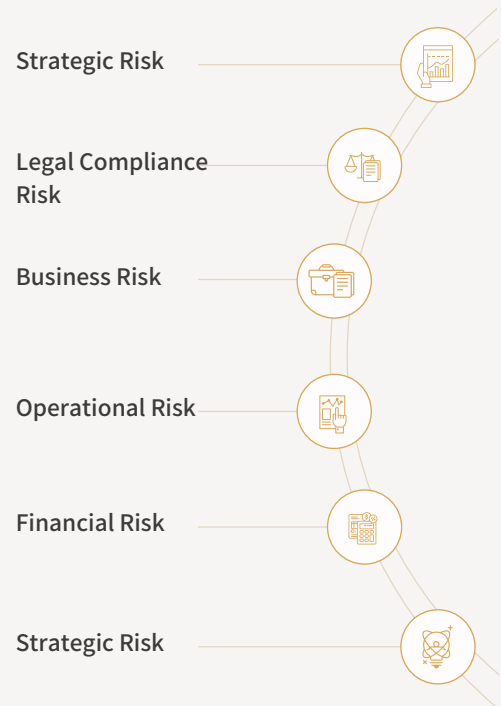 Strategic Risk
Legal Compliance
Risk
Business Risk
Operational Risk
Financial Risk
Strategic Risk